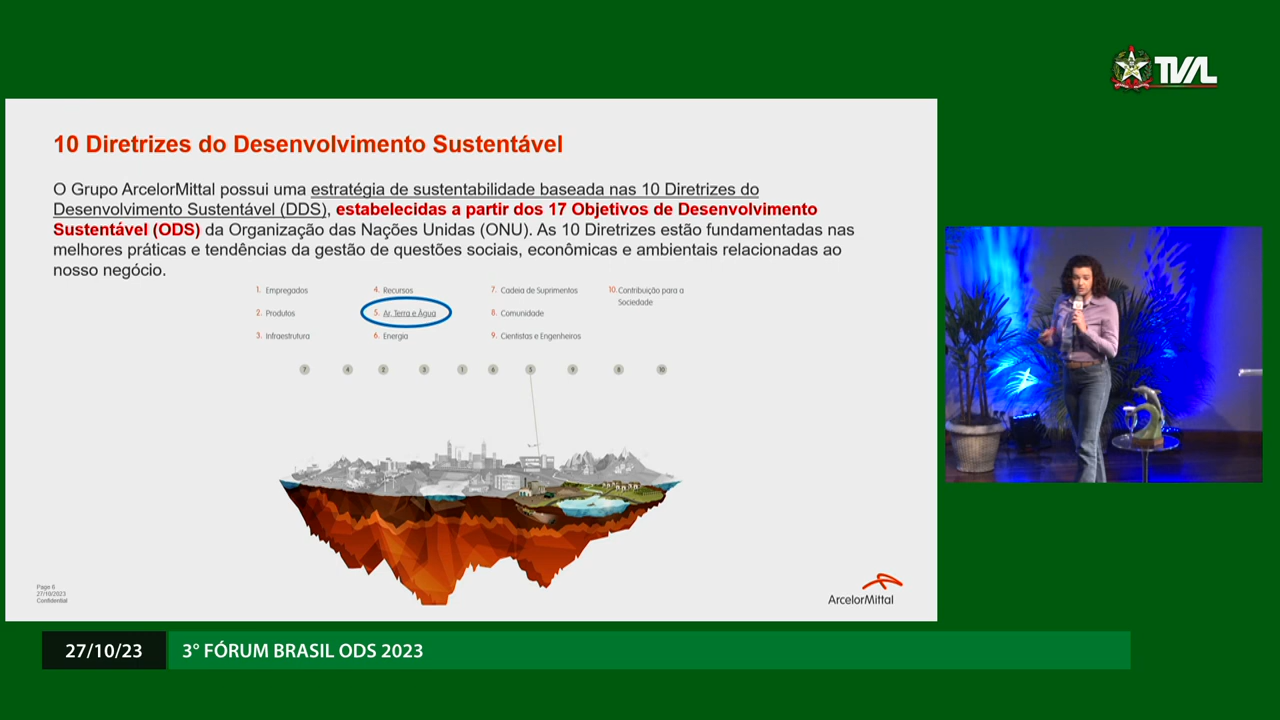 TVAL
10 Diretrizes do Desenvolvimento Sustentável
O Grupo ArcelorMittal possui uma estratégia de sustentabilidade baseada nas 10 Diretrizes do
Desenvolvimento Sustentável (DDS), estabelecidas a partir dos 17 Objetivos de Desenvolvimento
Sustentável (ODS) da Organização das Nações Unidas (ONU). As 10 Diretrizes estão fundamentadas nas
melhores práticas e tendências da gestão de questões sociais, econômicas e ambientais relacionadas ao
nosso negócio.
1. Empregados
2. Produtos
3. Infraestrutura
4. Recursos
5. Ar, Terra e Água
6. Energia
7. Cadeia de Suprimentos
8. Comunidade
9. Cientistas e Engenheiros
10. Contribuição para a
Sociedade
7 4 2 3 1 6 5 9 8 10
Page 6
27/10/2023
Confidential
ArcelorMittal
27/10/23
3° FÓRUM BRASIL ODS 2023